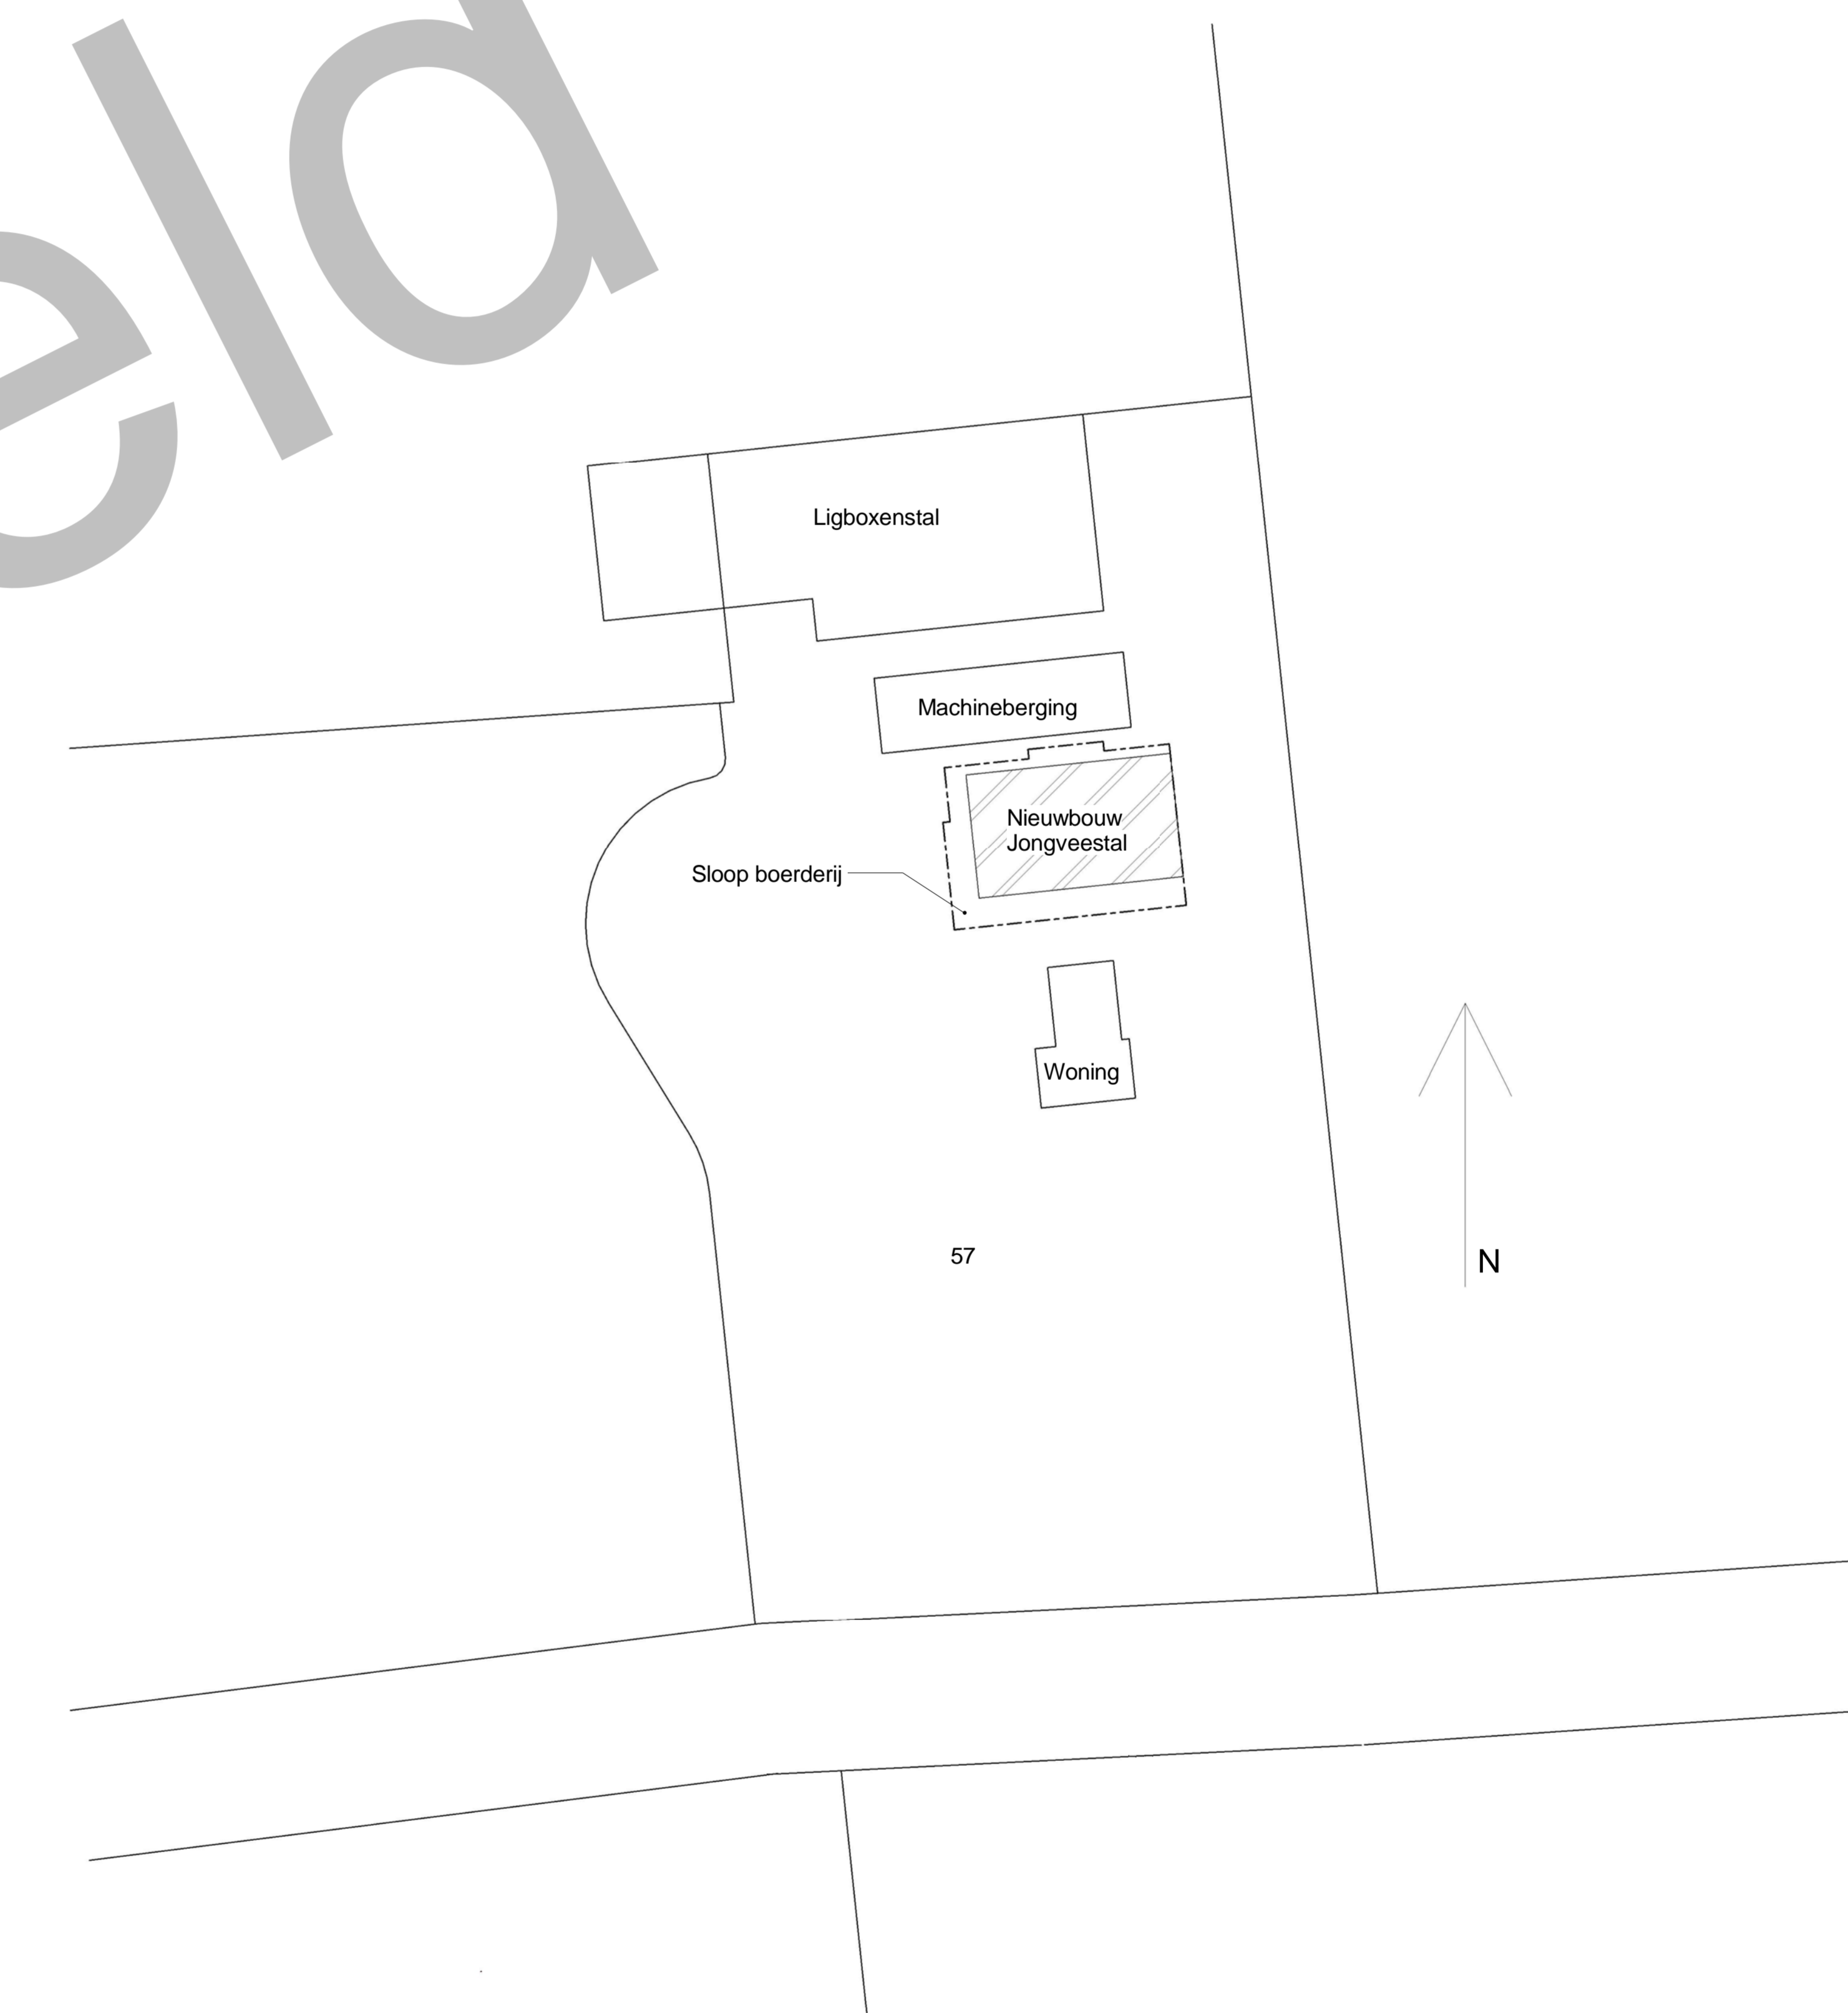 eld
Ligboxenstal
Machineberging
Nieuwbouw
Jongveestal
Sloop boerderij
Woning
57
N